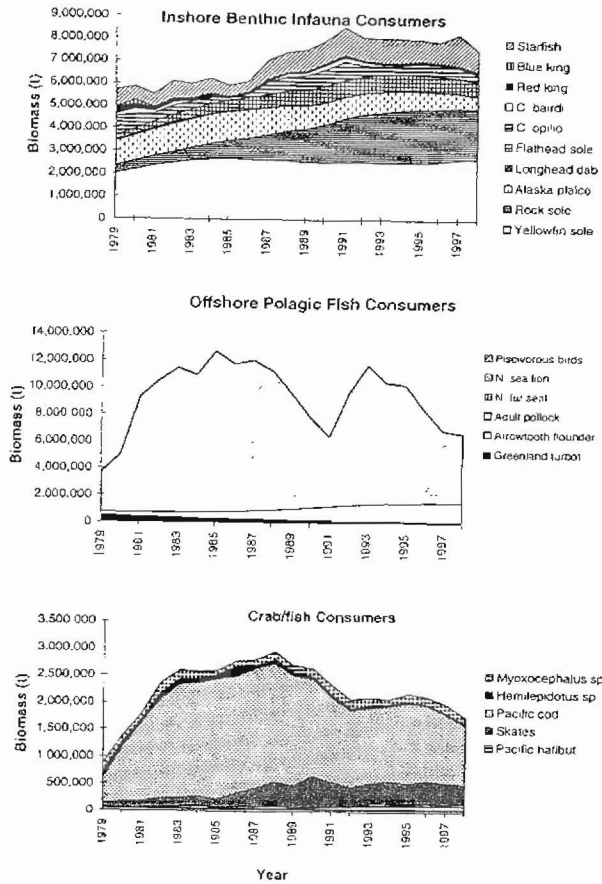 Inshore Benthic Infauna Consumers
9,000,000
8,000,000
7,000,000
6,000,000
5,000,000
4,000,000
3,000,000
2,000,000
1,000,000
0
Biomass (t)
1979
1981
1983
1985
1987
1989
1991
1993
1995
1997
Starfish
Blue king
Red king
C bairdi
C opilio
Flathead sole
Longhead dab
Alaska plaice
Rock sole
Yellowfin sole
Offshore Pelagic Fish Consumers
14,000,000
12,000,000
10,000,000
8,000,000
6,000,000
4,000,000
2,000,000
0
Biomass (t)
1979
1981
1983
1985
1987
1989
1991
1993
1995
1997
Piscivorous birds
N sea lion
N fur seal
Adult pollock
Arrowtooth flounder
Greenland turbot
Crab/fish Consumers
3,500,000
3,000,000
2,500,000
2,000,000
1,500,000
1,000,000
500,000
0
Biomass (t)
1979
1981
1983
1985
1987
1989
1991
1993
1995
1997
Year
Myoxocephalus sp
Hemilepidotus sp
Pacific cod
Skates
Pacific halibut